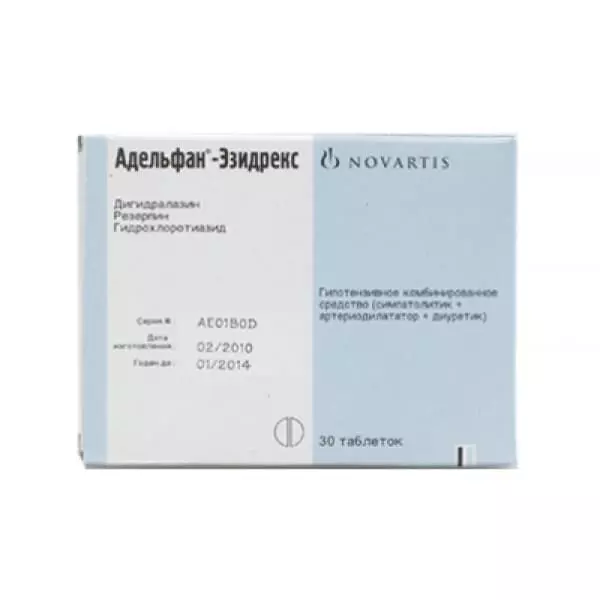 Адельфан®-Эзидрекс
NOVARTIS
Дигидралазин
Резерпин
Гидрохлоротиазид
Гипотензивное комбинированное
средство (симпатолитик +
артериодилататор + диуретик)
Серия №: AE01B0D
Дата
изготовления: 02/2010
Годен до: 01/2014
30 таблеток